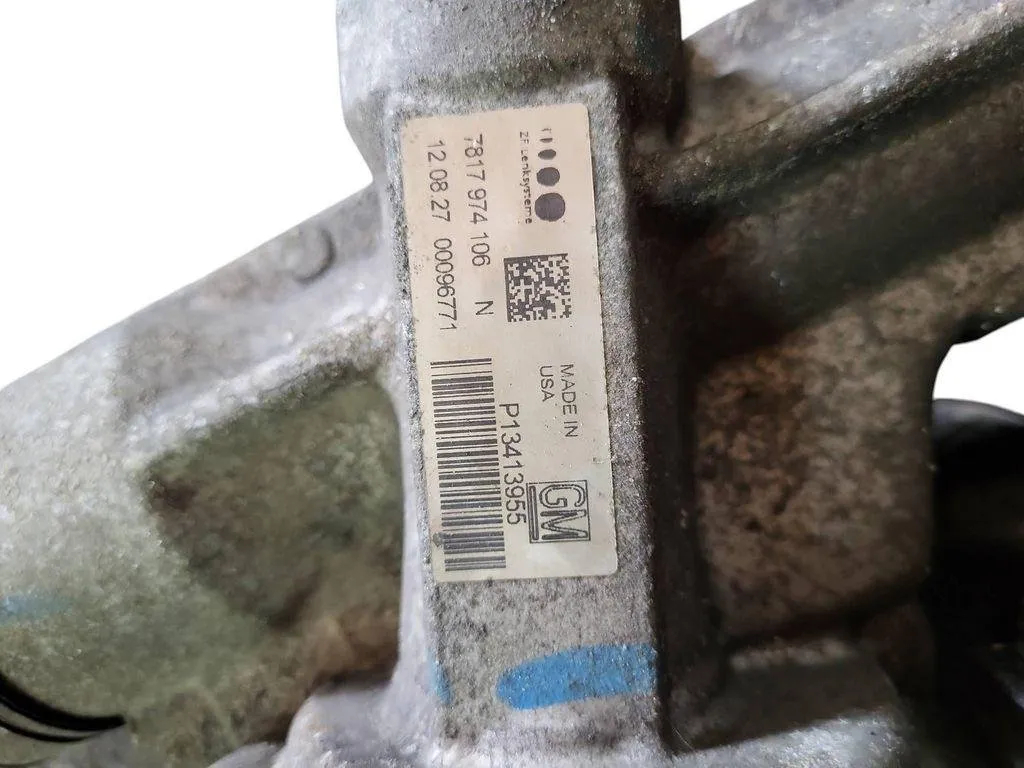 ZF Lenksysteme
7817 974 106 N
12.08.27 00096771
MADE IN
USA
P13413955
GM